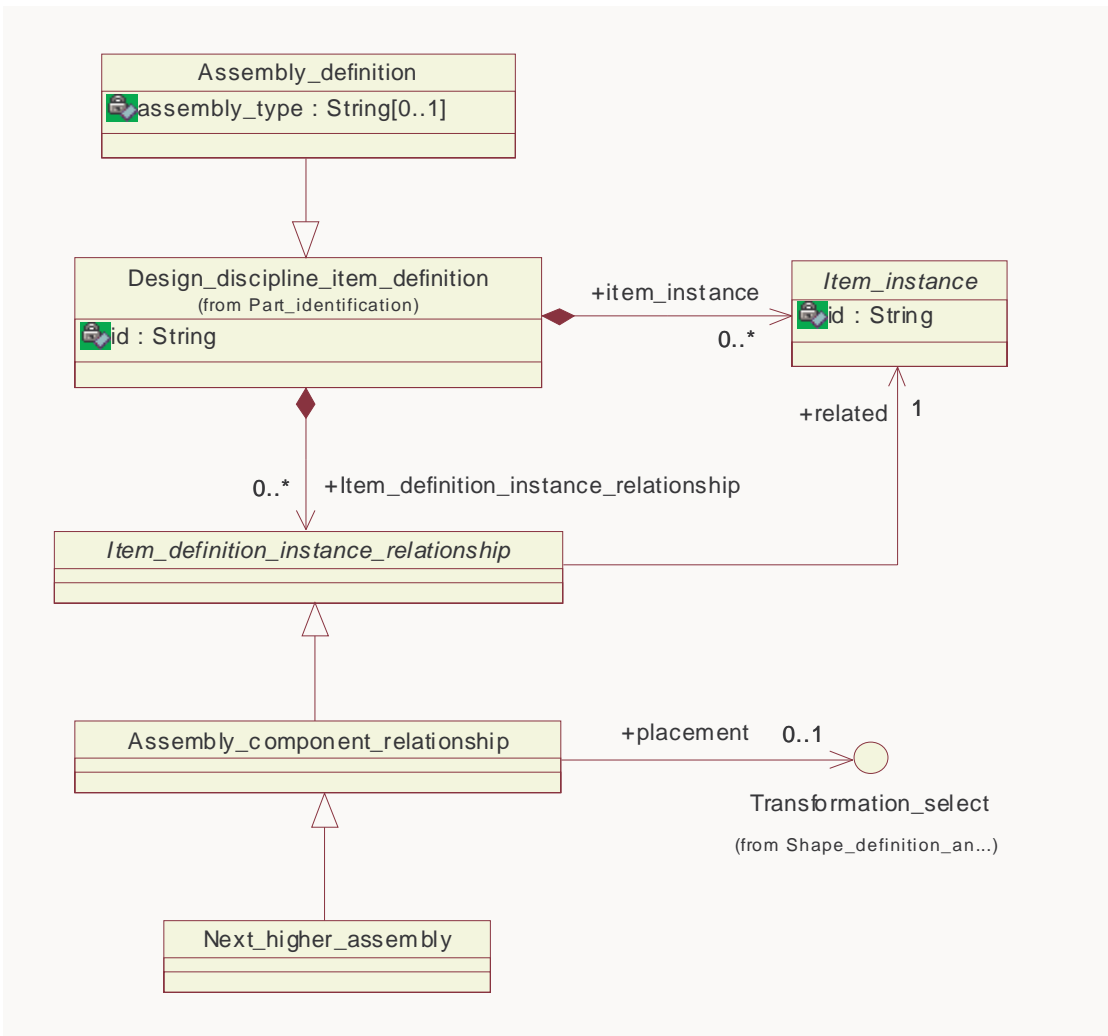 Assembly_definition
assembly_type : String[0..1]
Design_discipline_item_definition
(from Part_identification)
id : String
+item_instance
0..*
Item_instance
id : String
+related
1
0..*
+Item_definition_instance_relationship
Item_definition_instance_relationship
Assembly_component_relationship
+placement
0..1
Transformation_select
(from Shape_definition_an...)
Next_higher_assembly